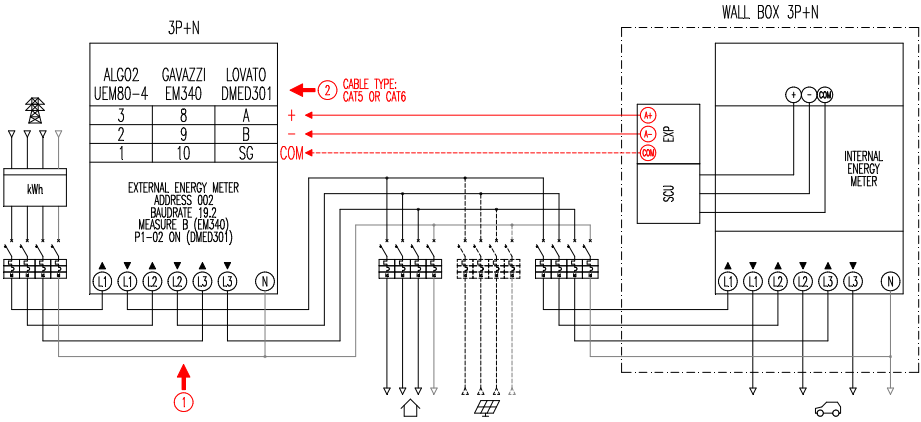 WALL BOX 3P+N
3P+N
ALGO2 GAVAZZI LOVATO
UEM80-4 EM340 DMED301
3 8 A
2 9 B
1 10 SG
2 CABLE TYPE:
CAT5 OR CAT6
+
−
COM
A+
A-
COM
EXP
SCU
+ - COM
INTERNAL
ENERGY
METER
kWh
EXTERNAL ENERGY METER
ADDRESS 002
BAUDRATE 19.2
MEASURE B (EM340)
P1-02 ON (DMED301)
L1 L1 L2 L2 L3 L3 N
L1 L1 L2 L2 L3 L3 N
1